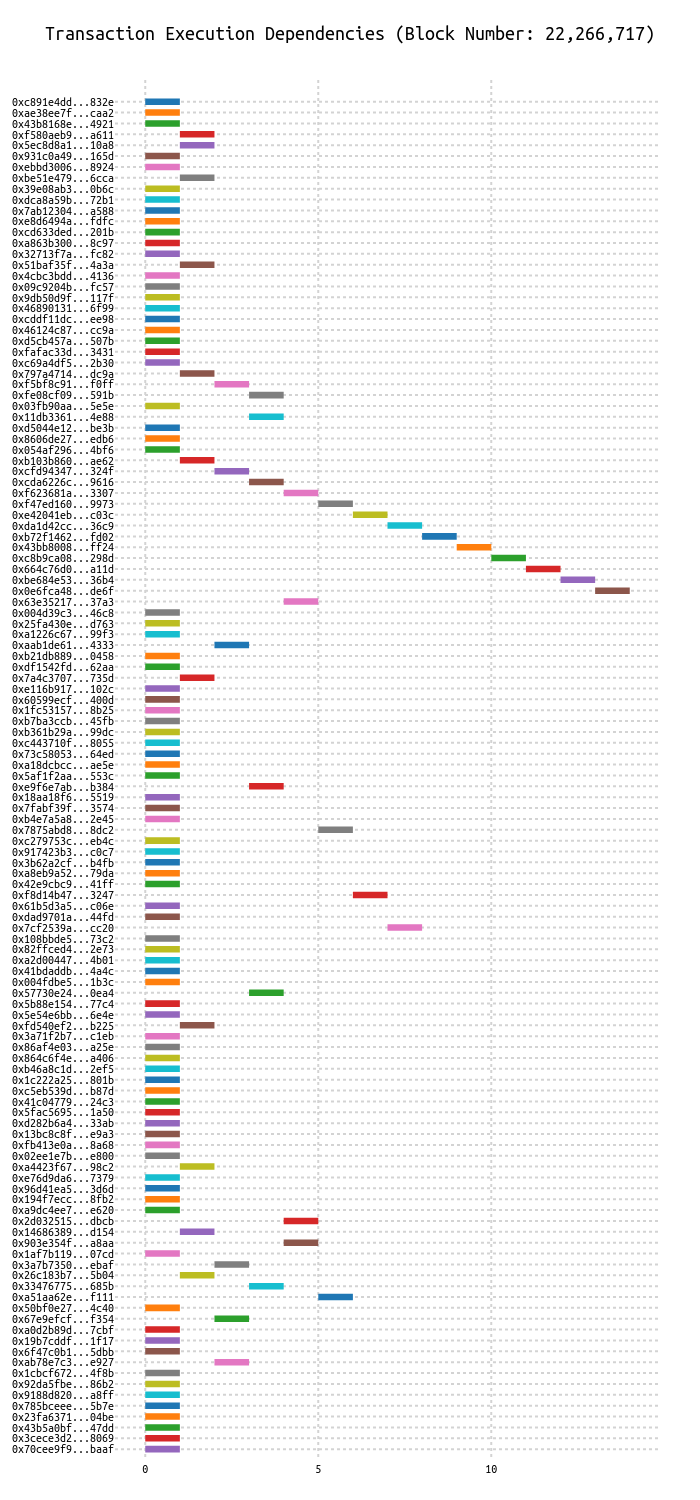 Transaction Execution Dependencies (Block Number: 22,266,717)
0xc891e4dd...832e
0xae38ee7f...caa2
0x43b8168e...4921
0xf580aeb9...a611
0x5ec8d8a1...10a8
0x931c0a49...165d
0xebbd3006...8924
0xbe51e479...6cca
0x39e08ab3...0b6c
0xdca8a59b...72b1
0x7ab12304...a588
0xe8d6494a...fdfc
0xcd633ded...201b
0xa863b300...8c97
0x32713f7a...fc82
0x51baf35f...4a3a
0x4cbc3bdd...4136
0x09c9204b...fc57
0x9db50d9f...117f
0x46890131...6f99
0xcddf11dc...ee98
0x46124c87...cc9a
0xd5cb457a...507b
0xfafac33d...3431
0xc69a4df5...2b30
0x797a4714...dc9a
0xf5bf8c91...f0ff
0xfe08cf09...591b
0x03fb90aa...5e5e
0x11db3361...4e88
0xd5044e12...be3b
0x8606de27...edb6
0x054af296...4bf6
0xb103b860...ae62
0xcfd94347...324f
0xcda6226c...9616
0xf623681a...3307
0xf47ed160...9973
0xe42041eb...c03c
0xda1d42cc...36c9
0xb72f1462...fd02
0x43bb8008...ff24
0xc8b9ca08...298d
0x664c76d0...a11d
0xbe684e53...36b4
0x0e6fca48...de6f
0x63e35217...37a3
0x004d39c3...46c8
0x25fa430e...d763
0xa1226c67...99f3
0xaab1de61...4333
0xb21db889...0458
0xdf1542fd...62aa
0x7a4c3707...735d
0xe116b917...102c
0x60599ecf...400d
0x1fc53157...8b25
0xb7ba3ccb...45fb
0xb361b29a...99dc
0xc443710f...8055
0x73c58053...64ed
0xa18dcbcc...ae5e
0x5af1f2aa...553c
0xe9f6e7ab...b384
0x18aa18f6...5519
0x7fabf39f...3574
0xb4e7a5a8...2e45
0x7875abd8...8dc2
0xc279753c...eb4c
0x917423b3...c0c7
0x3b62a2cf...b4fb
0xa8eb9a52...79da
0x42e9cbc9...41ff
0xf8d14b47...3247
0x61b5d3a5...c06e
0xdad9701a...44fd
0x7cf2539a...cc20
0x108bbde5...73c2
0x82ffced4...2e73
0xa2d00447...4b01
0x41bdaddb...4a4c
0x004fdbe5...1b3c
0x57730e24...0ea4
0x5b88e154...77c4
0x5e54e6bb...6e4e
0xfd540ef2...b225
0x3a71f2b7...c1eb
0x86af4e03...a25e
0x864c6f4e...a406
0xb46a8c1d...2ef5
0x1c222a25...801b
0xc5eb539d...b87d
0x41c04779...24c3
0x5fac5695...1a50
0xd282b6a4...33ab
0x13bc8c8f...e9a3
0xfb413e0a...8a68
0x02ee1e7b...e800
0xa4423f67...98c2
0xe76d9da6...7379
0x96d41ea5...3d6d
0x194f7ecc...8fb2
0xa9dc4ee7...e620
0x2d032515...dbcb
0x14686389...d154
0x903e354f...a8aa
0x1af7b119...07cd
0x3a7b7350...ebaf
0x26c183b7...5b04
0x33476775...685b
0xa51aa62e...f111
0x50bf0e27...4c40
0x67e9efcf...f354
0xa0d2b89d...7cbf
0x19b7cddf...1f17
0x6f47c0b1...5dbb
0xab78e7c3...e927
0x1cbcf672...4f8b
0x92da5fbe...86b2
0x9188d820...a8ff
0x785bceee...5b7e
0x23fa6371...04be
0x43b5a0bf...47dd
0x3cece3d2...8069
0x70cee9f9...baaf
0 5 10